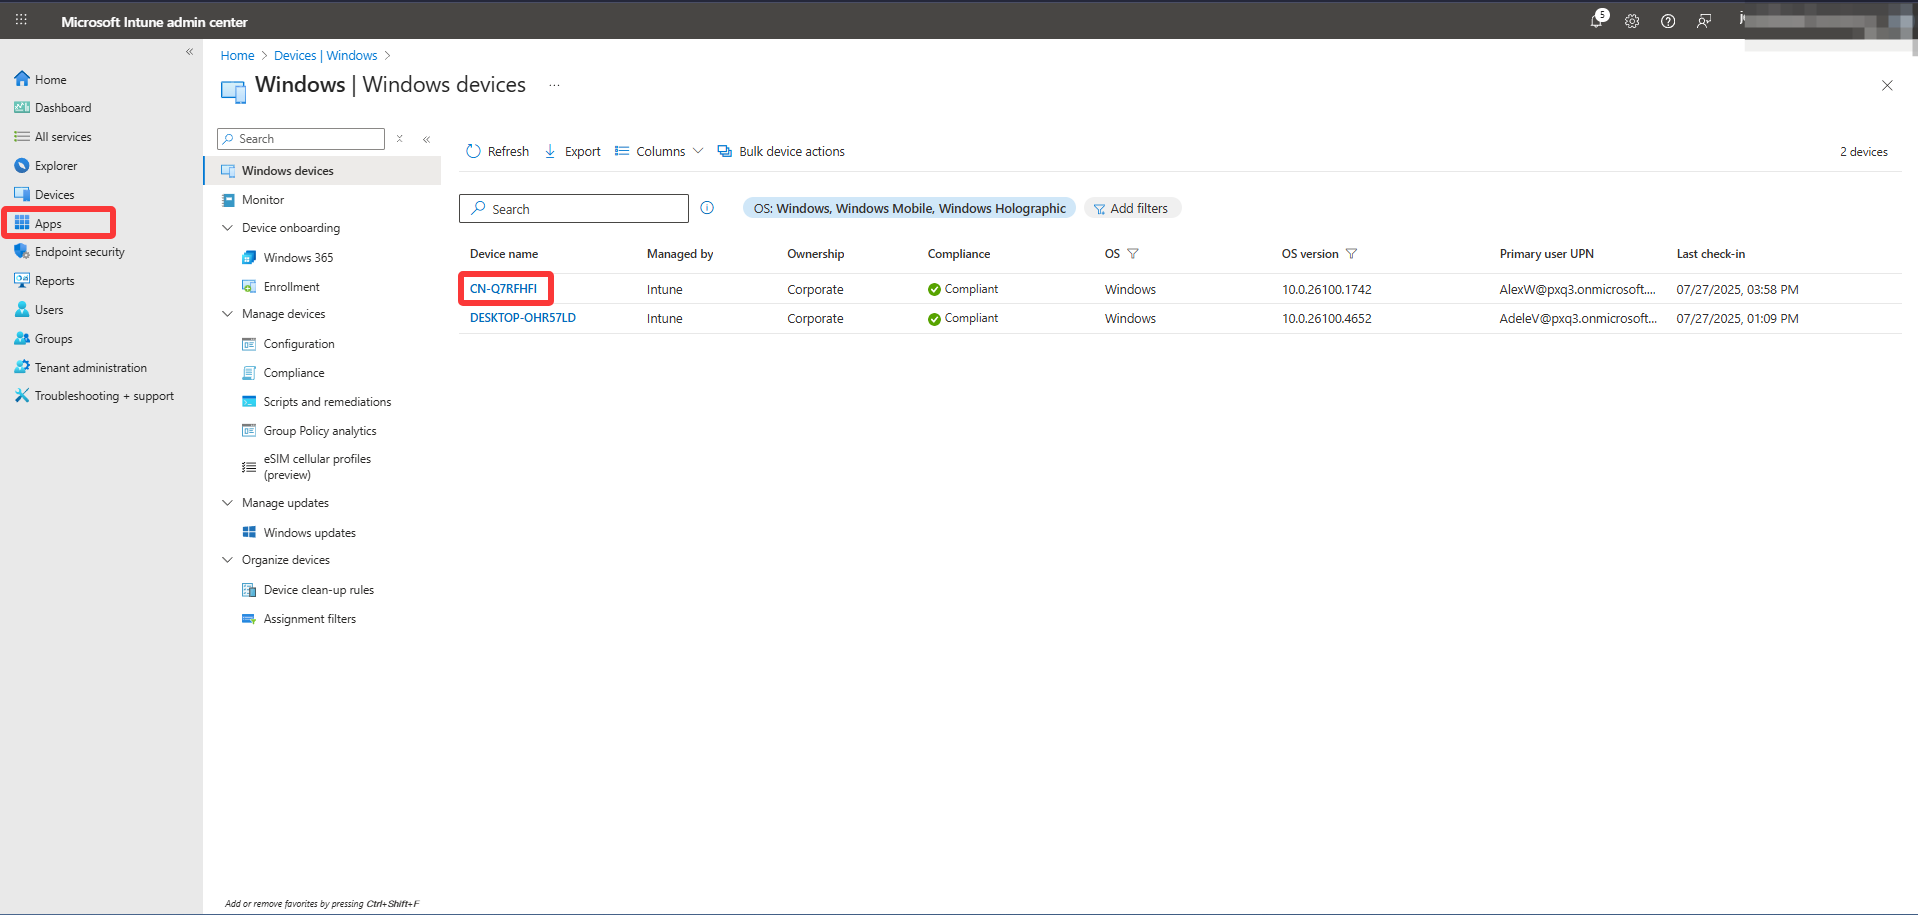 Microsoft Intune admin center
5
Home
Dashboard
All services
Explorer
Devices
Apps
Endpoint security
Reports
Users
Groups
Tenant administration
Troubleshooting + support
Home > Devices | Windows >
Windows | Windows devices ...
Search
Windows devices
Monitor
Device onboarding
Windows 365
Enrollment
Manage devices
Configuration
Compliance
Scripts and remediations
Group Policy analytics
eSIM cellular profiles
(preview)
Manage updates
Windows updates
Organize devices
Device clean-up rules
Assignment filters
Add or remove favorites by pressing Ctrl+Shift+F
Refresh Export Columns Bulk device actions 2 devices
Search OS: Windows, Windows Mobile, Windows Holographic Add filters
Device name Managed by Ownership Compliance OS OS version Primary user UPN Last check-in
CN-Q7RFHFI Intune Corporate Compliant Windows 10.0.26100.1742 AlexW@pxq3.onmicrosoft.... 07/27/2025, 03:58 PM
DESKTOP-OHR57LD Intune Corporate Compliant Windows 10.0.26100.4652 AdeleV@pxq3.onmicrosoft... 07/27/2025, 01:09 PM